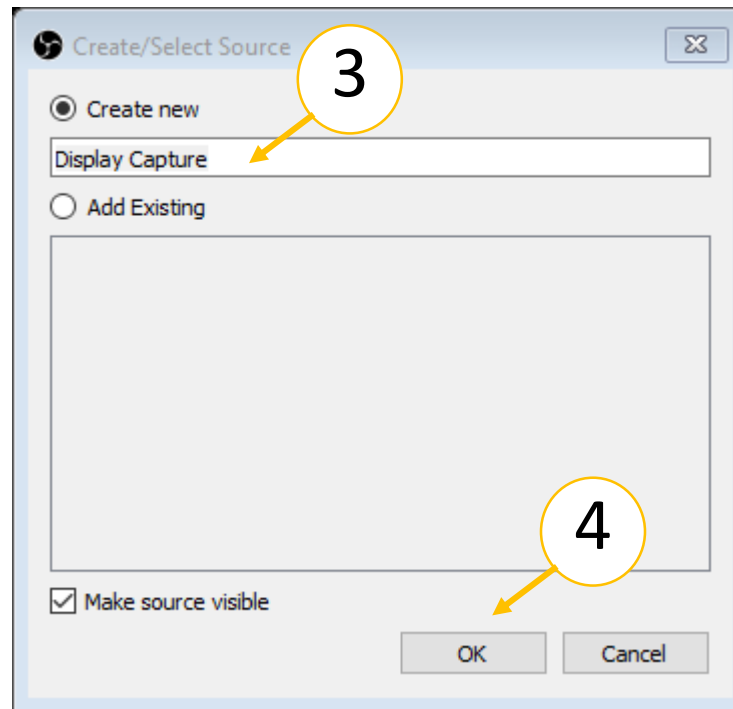 Create/Select Source
3
Create new
Display Capture
Add Existing
4
Make source visible
OK
Cancel